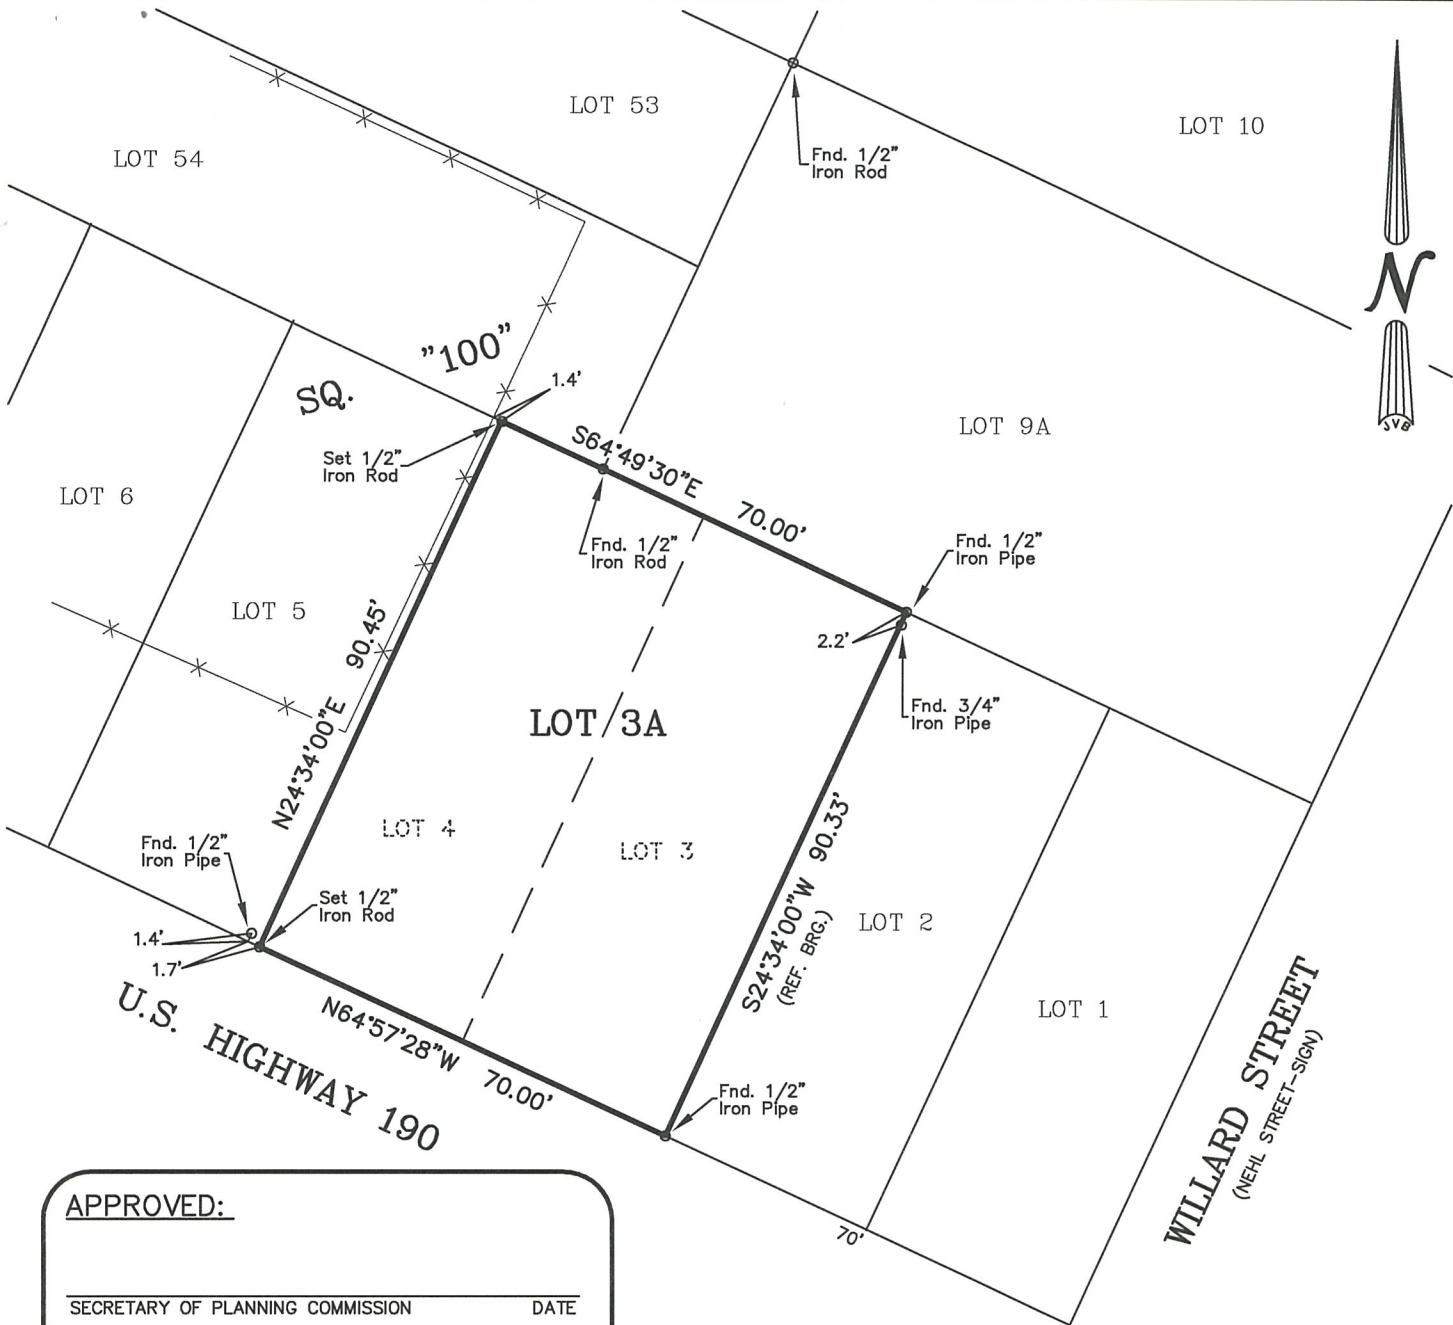 LOT 53
LOT 10
LOT 54
Fnd. 1/2"
Iron Rod
N
JVB
"100"
SQ.
1.4'
LOT 9A
Set 1/2"
Iron Rod
S64°49'30"E 70.00'
LOT 6
Fnd. 1/2"
Iron Rod
Fnd. 1/2"
Iron Pipe
LOT 5
2.2'
N24°34'00"E 90.45'
Fnd. 3/4"
Iron Pipe
LOT 3A
LOT 4
LOT 3
S24°34'00"W 90.33'
(REF. BRG.)
LOT 2
Fnd. 1/2"
Iron Pipe
Set 1/2"
Iron Rod
1.4'
1.7'
LOT 1
U.S. HIGHWAY 190
N64°57'28"W 70.00'
Fnd. 1/2"
Iron Pipe
WILLARD STREET
(NEHL STREET-SIGN)
70'
APPROVED:
SECRETARY OF PLANNING COMMISSION DATE